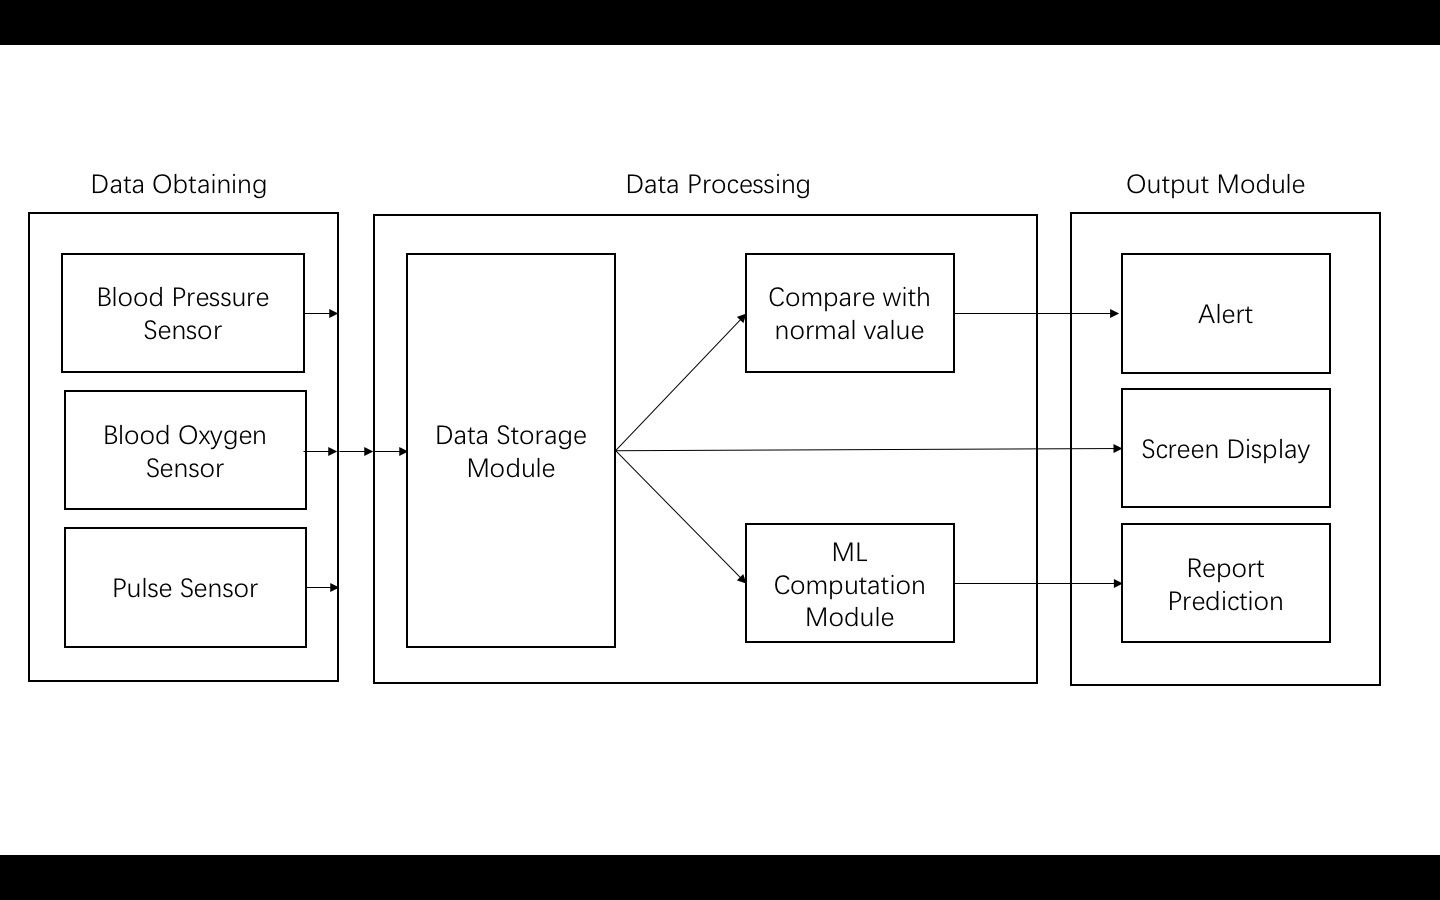 Data Obtaining
Blood Pressure
Sensor
Blood Oxygen
Sensor
Pulse Sensor
Data Processing
Data Storage
Module
Compare with
normal value
ML
Computation
Module
Output Module
Alert
Screen Display
Report
Prediction